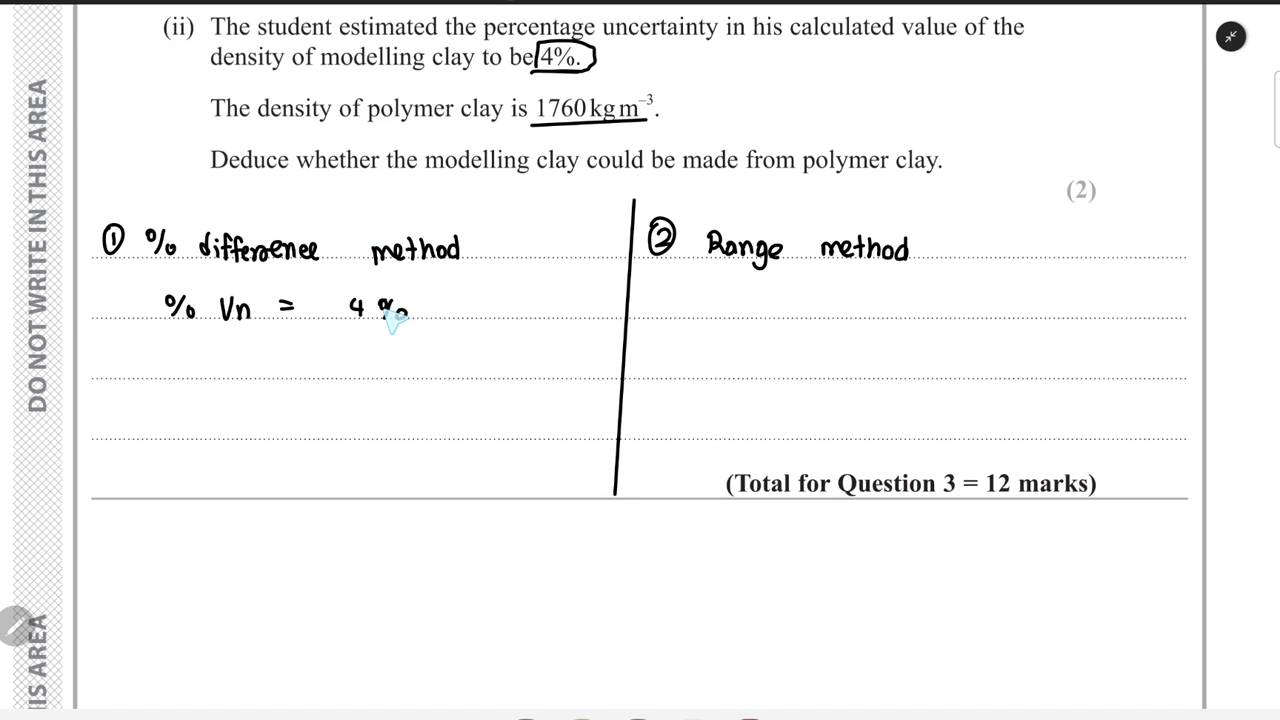 (ii) The student estimated the percentage uncertainty in his calculated value of the
density of modelling clay to be 4%.
The density of polymer clay is 1760 kg m⁻³.
Deduce whether the modelling clay could be made from polymer clay.
(2)
① % difference method
② Range method
% Un = 4 %
(Total for Question 3 = 12 marks)
DO NOT WRITE IN THIS AREA
IS AREA